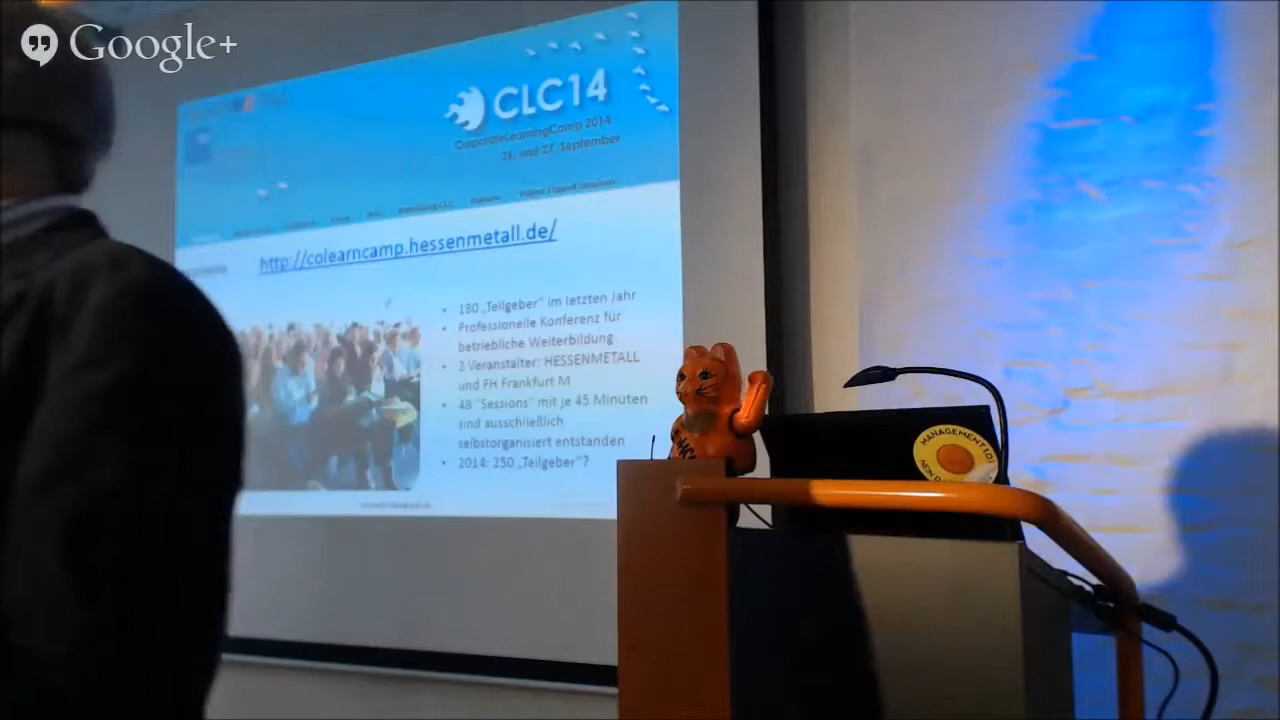 Google+
CLC14
CorporateLearningCamp 2014
26. und 27. September
http://colearncamp.hessenmetall.de/
• 180 „Teilgeber“ im letzten Jahr
• Professionelle Konferenz für
betriebliche Weiterbildung
• 2 Veranstalter: HESSENMETALL
und FH Frankfurt M
• 48 "Sessions" mit je 45 Minuten
sind ausschließlich
selbstorganisiert entstanden
• 2014: 250 „Teilgeber“?
MANAGEMENT